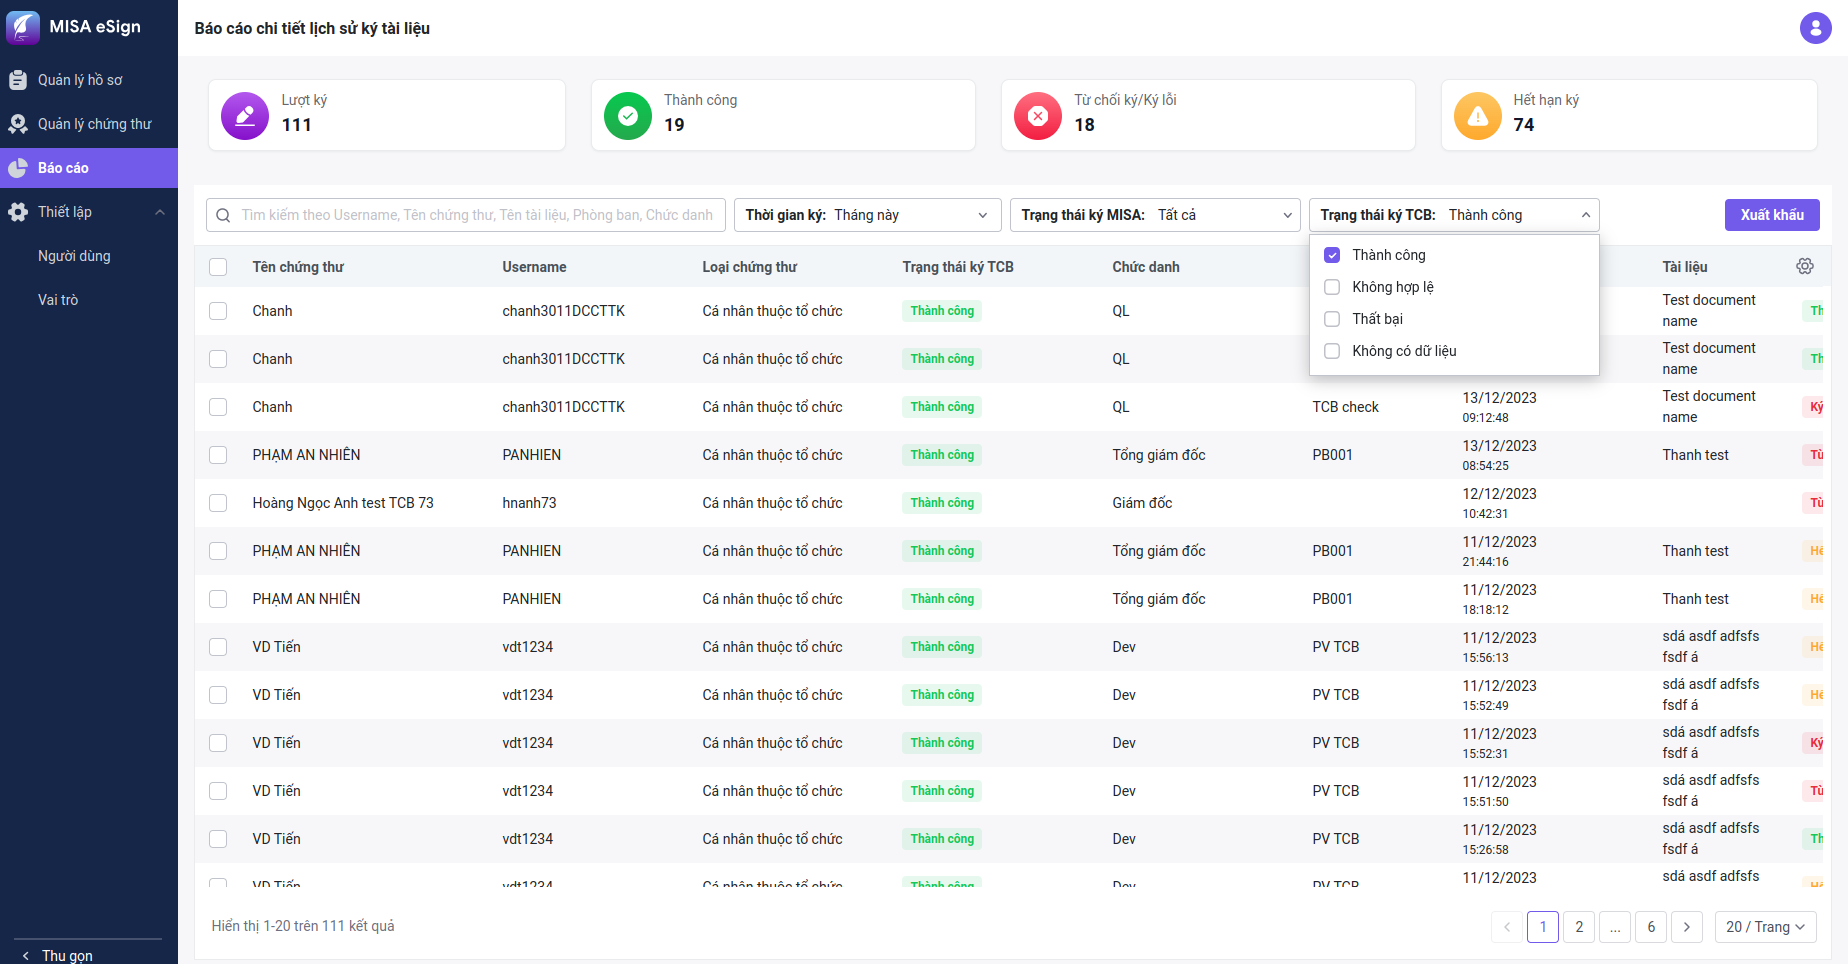 MISA eSign
Báo cáo chi tiết lịch sử ký tài liệu
Quản lý hồ sơ
Quản lý chứng thư
Báo cáo
Thiết lập
Người dùng
Vai trò
Thu gọn
Lượt ký
111
Thành công
19
Từ chối ký/Ký lỗi
18
Hết hạn ký
74
Tìm kiếm theo Username, Tên chứng thư, Tên tài liệu, Phòng ban, Chức danh
Thời gian ký: Tháng này
Trạng thái ký MISA: Tất cả
Trạng thái ký TCB: Thành công
Xuất khẩu
Thành công
Không hợp lệ
Thất bại
Không có dữ liệu
Tên chứng thư Username Loại chứng thư Trạng thái ký TCB Chức danh Tài liệu
Chanh chanh3011DCCTTK Cá nhân thuộc tổ chức Thành công QL Test document
name
Chanh chanh3011DCCTTK Cá nhân thuộc tổ chức Thành công QL Test document
name
Chanh chanh3011DCCTTK Cá nhân thuộc tổ chức Thành công QL TCB check 13/12/2023 Test document
09:12:48 name
PHẠM AN NHIÊN PANHIEN Cá nhân thuộc tổ chức Thành công Tổng giám đốc PB001 13/12/2023 Thanh test
08:54:25
Hoàng Ngọc Anh test TCB 73 hnanh73 Cá nhân thuộc tổ chức Thành công Giám đốc 12/12/2023
10:42:31
PHẠM AN NHIÊN PANHIEN Cá nhân thuộc tổ chức Thành công Tổng giám đốc PB001 11/12/2023 Thanh test
21:44:16
PHẠM AN NHIÊN PANHIEN Cá nhân thuộc tổ chức Thành công Tổng giám đốc PB001 11/12/2023 Thanh test
18:18:12
VD Tiến vdt1234 Cá nhân thuộc tổ chức Thành công Dev PV TCB 11/12/2023 sdá asdf adfsfs
15:56:13 fsdf á
VD Tiến vdt1234 Cá nhân thuộc tổ chức Thành công Dev PV TCB 11/12/2023 sdá asdf adfsfs
15:52:49 fsdf á
VD Tiến vdt1234 Cá nhân thuộc tổ chức Thành công Dev PV TCB 11/12/2023 sdá asdf adfsfs
15:52:31 fsdf á
VD Tiến vdt1234 Cá nhân thuộc tổ chức Thành công Dev PV TCB 11/12/2023 sdá asdf adfsfs
15:51:50 fsdf á
VD Tiến vdt1234 Cá nhân thuộc tổ chức Thành công Dev PV TCB 11/12/2023 sdá asdf adfsfs
15:26:58 fsdf á
VD Tiến vdt1234 Cá nhân thuộc tổ chức Thành công Dev PV TCB 11/12/2023 sdá asdf adfsfs
Hiển thị 1-20 trên 111 kết quả
1 2 ... 6 20 / Trang